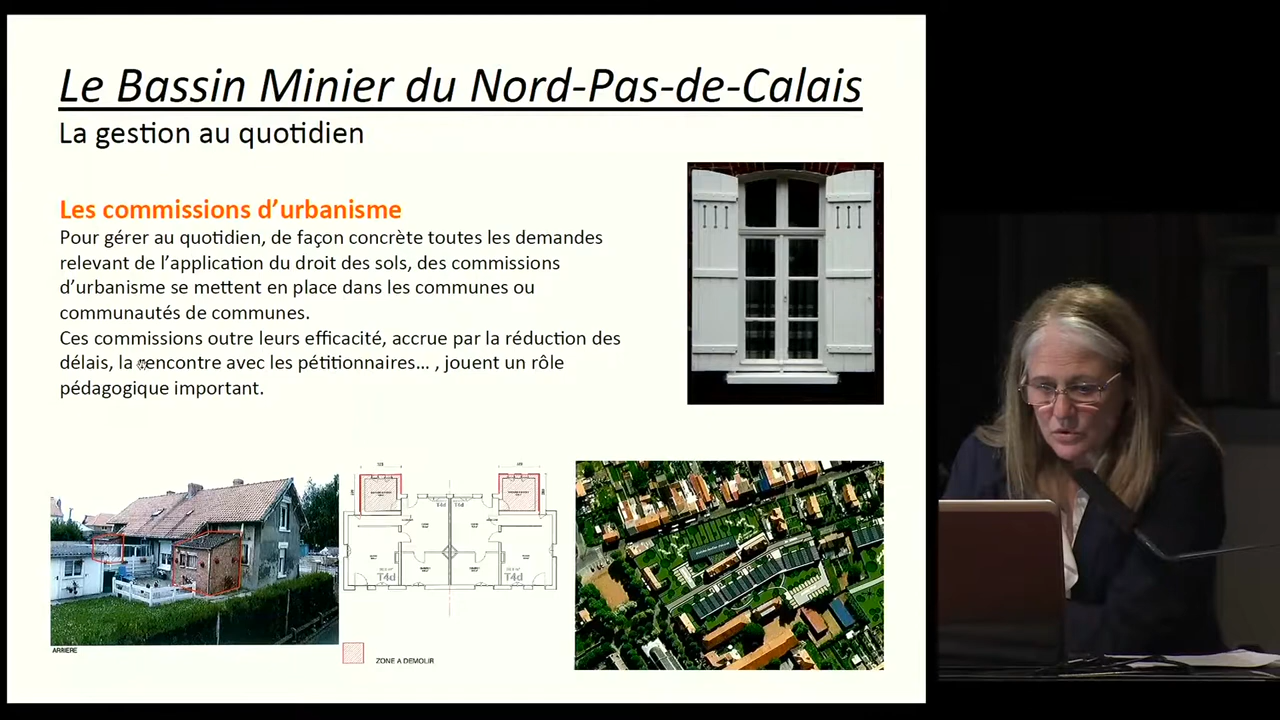 Le Bassin Minier du Nord-Pas-de-Calais
La gestion au quotidien
Les commissions d’urbanisme
Pour gérer au quotidien, de façon concrète toutes les demandes
relevant de l’application du droit des sols, des commissions
d’urbanisme se mettent en place dans les communes ou
communautés de communes.
Ces commissions outre leurs efficacité, accrue par la réduction des
délais, la rencontre avec les pétitionnaires… , jouent un rôle
pédagogique important.
T4d
T4d
T4d
T4d
ARRIERE
ZONE A DEMOLIR